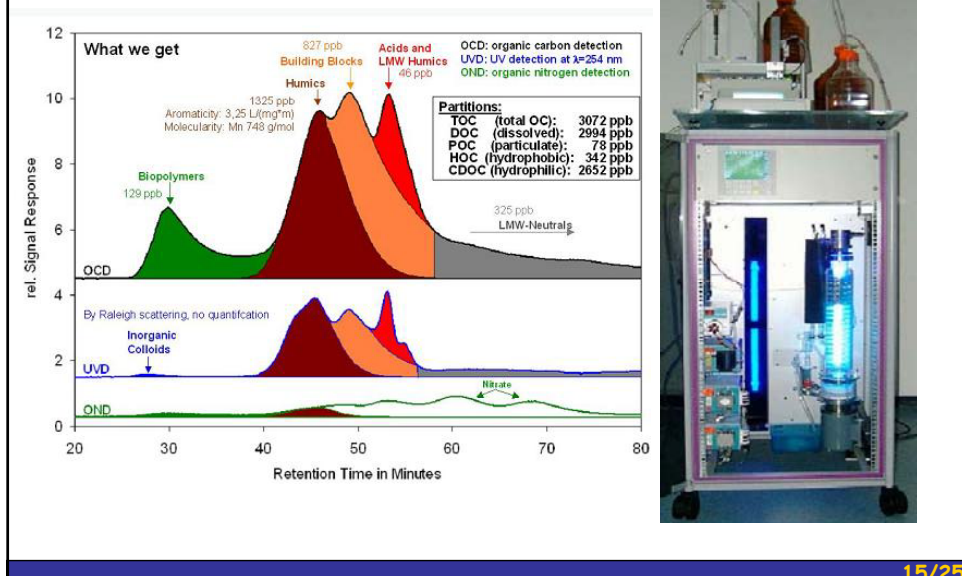 What we get
827 ppb
Building Blocks
Acids and
LMW Humics
46 ppb
OCD: organic carbon detection
UVD: UV detection at λ=254 nm
OND: organic nitrogen detection
Humics
1325 ppb
Aromaticity: 3,25 L/(mg*m)
Molecularity: Mn 748 g/mol
Partitions:
TOC (total OC): 3072 ppb
DOC (dissolved): 2994 ppb
POC (particulate): 78 ppb
HOC (hydrophobic): 342 ppb
CDOC (hydrophilic): 2652 ppb
Biopolymers
129 ppb
325 ppb
LMW-Neutrals
OCD
By Raleigh scattering, no quantifcation
Inorganic
Colloids
UVD
Nitrate
OND
rel. Signal Response
12
10
8
6
4
2
0
20 30 40 50 60 70 80
Retention Time in Minutes
15/25